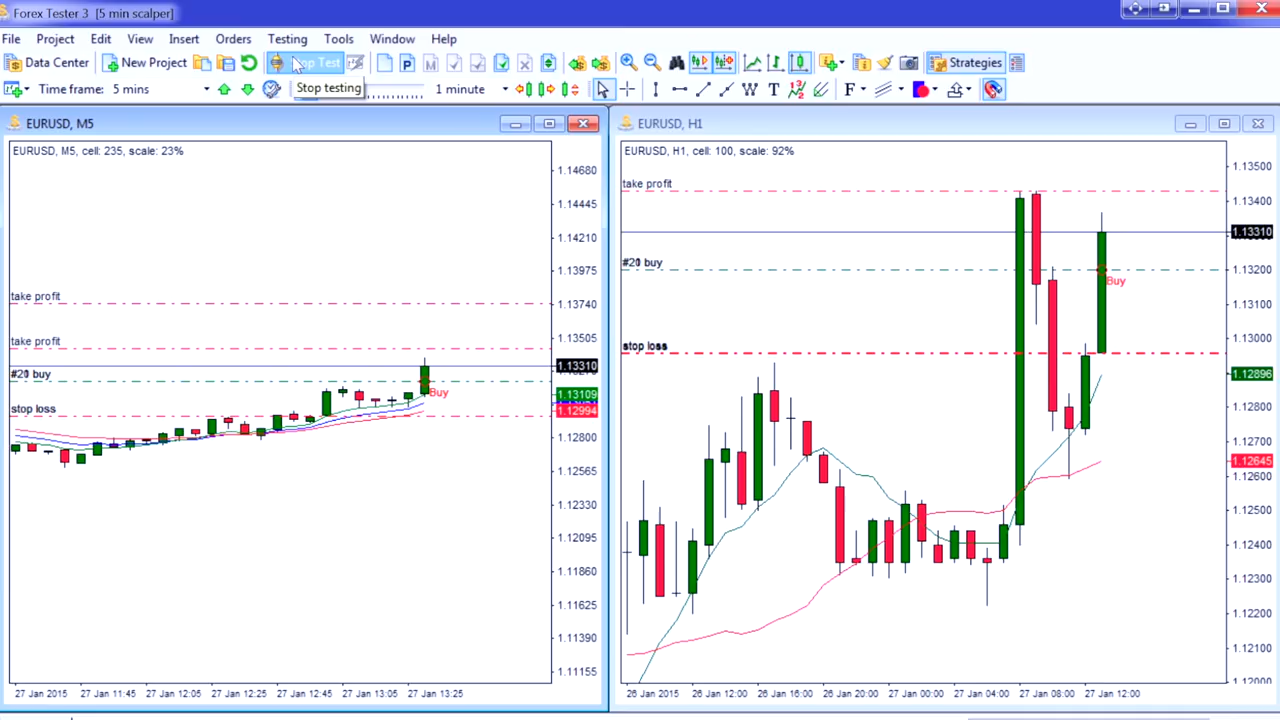 Forex Tester 3 [5 min scalper]
File Project Edit View Insert Orders Testing Tools Window Help
Data Center New Project Stop Test Strategies
Time frame: 5 mins Stop testing 1 minute
EURUSD, M5
EURUSD, M5, cell: 235, scale: 23%
take profit
take profit
#20 buy
Buy
stop loss
1.14680
1.14445
1.14210
1.13975
1.13740
1.13505
1.13310
1.13109
1.12994
1.12800
1.12565
1.12330
1.12095
1.11860
1.11625
1.11390
1.11155
27 Jan 2015 27 Jan 11:45 27 Jan 12:05 27 Jan 12:25 27 Jan 12:45 27 Jan 13:05 27 Jan 13:25
EURUSD, H1
EURUSD, H1, cell: 100, scale: 92%
take profit
#20 buy
Buy
stop loss
1.13500
1.13400
1.13310
1.13200
1.13100
1.13000
1.12896
1.12800
1.12700
1.12645
1.12600
1.12500
1.12400
1.12300
1.12200
1.12100
1.12000
26 Jan 2015 26 Jan 12:00 26 Jan 16:00 26 Jan 20:00 27 Jan 00:00 27 Jan 04:00 27 Jan 08:00 27 Jan 12:00